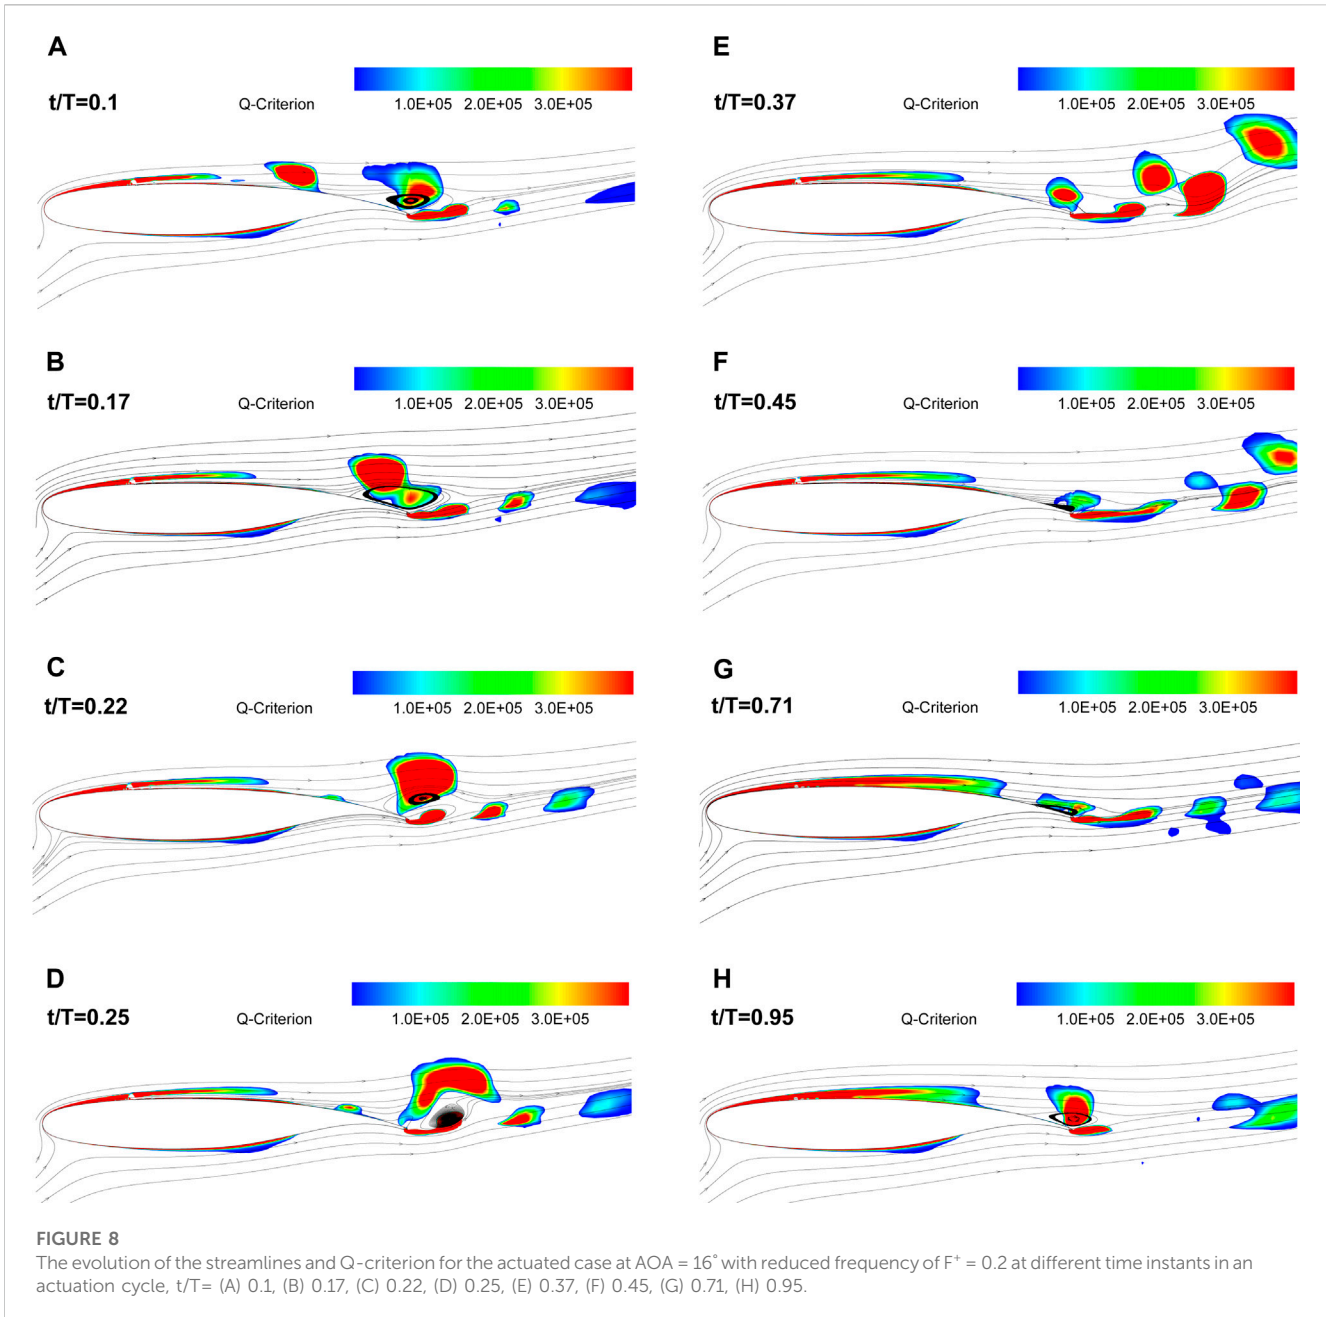 A
t/T=0.1
Q-Criterion
1.0E+05 2.0E+05 3.0E+05
B
t/T=0.17
Q-Criterion
1.0E+05 2.0E+05 3.0E+05
C
t/T=0.22
Q-Criterion
1.0E+05 2.0E+05 3.0E+05
D
t/T=0.25
Q-Criterion
1.0E+05 2.0E+05 3.0E+05
E
t/T=0.37
Q-Criterion
1.0E+05 2.0E+05 3.0E+05
F
t/T=0.45
Q-Criterion
1.0E+05 2.0E+05 3.0E+05
G
t/T=0.71
Q-Criterion
1.0E+05 2.0E+05 3.0E+05
H
t/T=0.95
Q-Criterion
1.0E+05 2.0E+05 3.0E+05
FIGURE 8
The evolution of the streamlines and Q-criterion for the actuated case at AOA = 16° with reduced frequency of F⁺ = 0.2 at different time instants in an
actuation cycle, t/T= (A) 0.1, (B) 0.17, (C) 0.22, (D) 0.25, (E) 0.37, (F) 0.45, (G) 0.71, (H) 0.95.